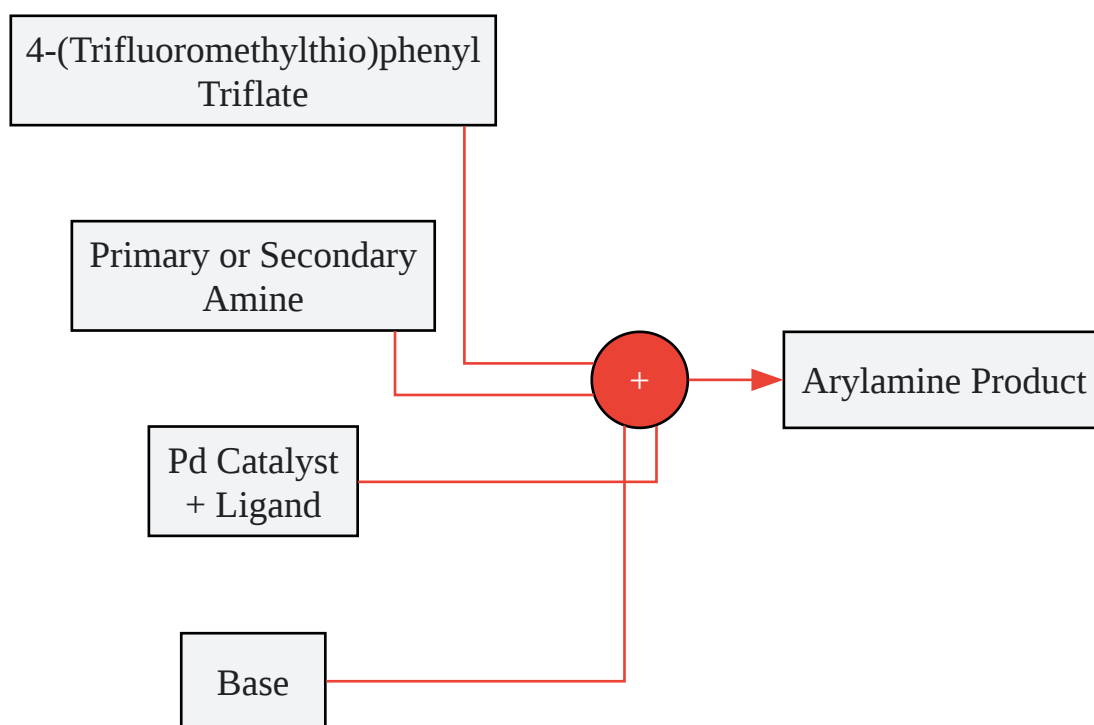 4-(Trifluoromethylthio)phenyl
Triflate
Primary or Secondary
Amine
+
Arylamine Product
Pd Catalyst
+ Ligand
Base